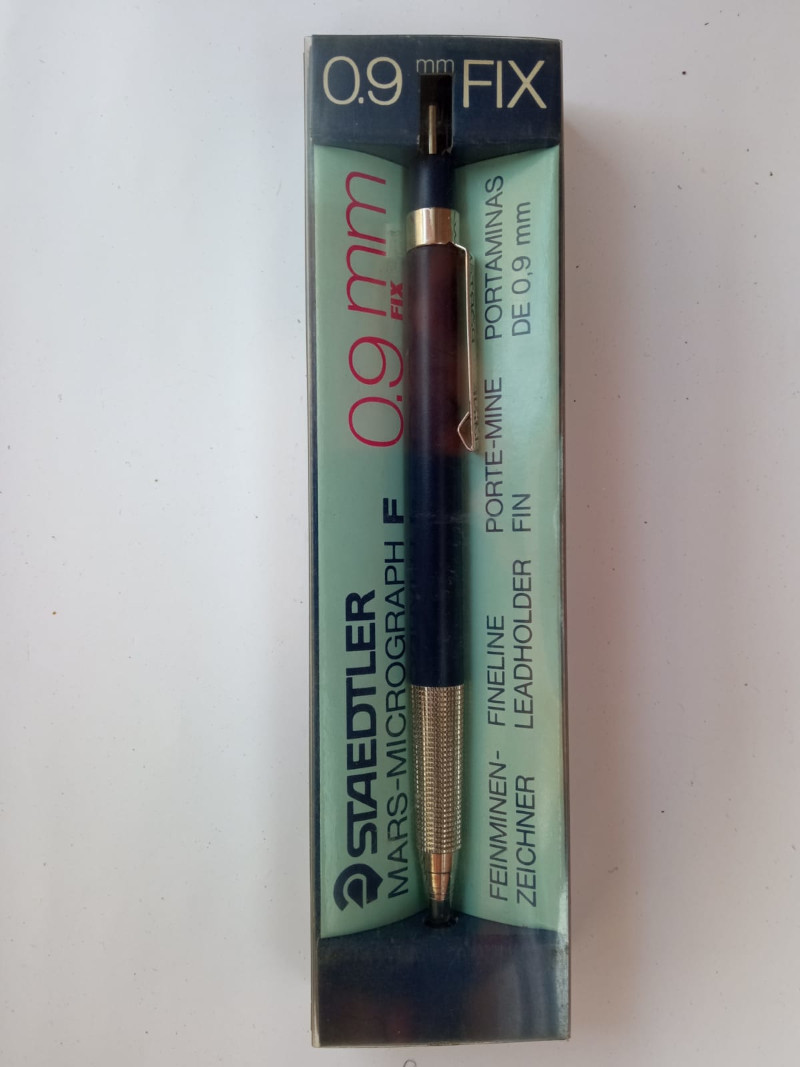 0.9 mm FIX
0.9 mm
FIX
STAEDTLER
MARS-MICROGRAPH F
FEINMINEN-
ZEICHNER
FINELINE
LEADHOLDER
PORTE-MINE
FIN
PORTAMINAS
DE 0,9 mm